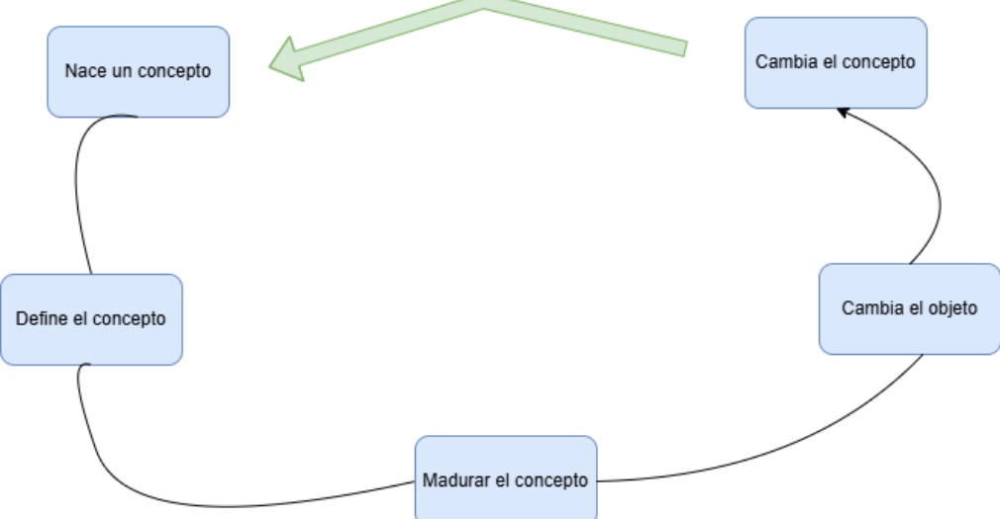 Nace un concepto
Cambia el concepto
Define el concepto
Cambia el objeto
Madurar el concepto